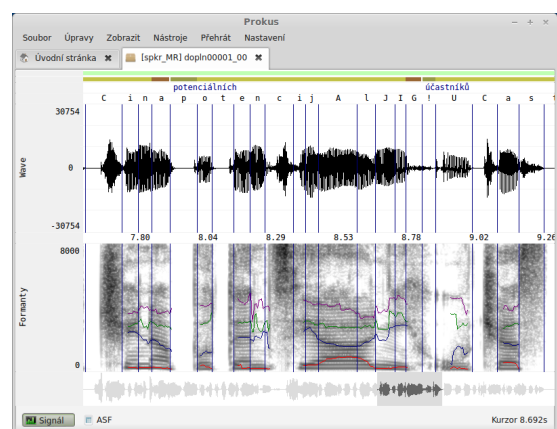 Prokus
Soubor Úpravy Zobrazit Nástroje Přehrát Nastavení
Úvodní stránka [spkr_MR] dopln00001_00
potenciálních účastníků
C i n a p o t e n c i j A l J I G ! U C a s t
30754
Wave
0
-30754
7.80 8.04 8.29 8.53 8.78 9.02 9.26
8000
Formanty
0
Signál ASF Kurzor 8.692s